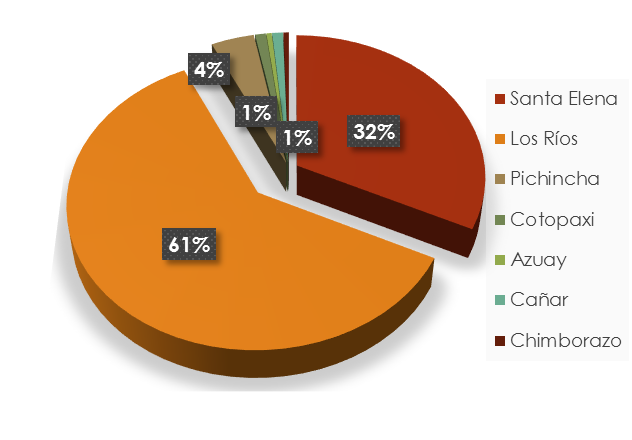 4%
1%
1%
32%
61%
Santa Elena
Los Ríos
Pichincha
Cotopaxi
Azuay
Cañar
Chimborazo